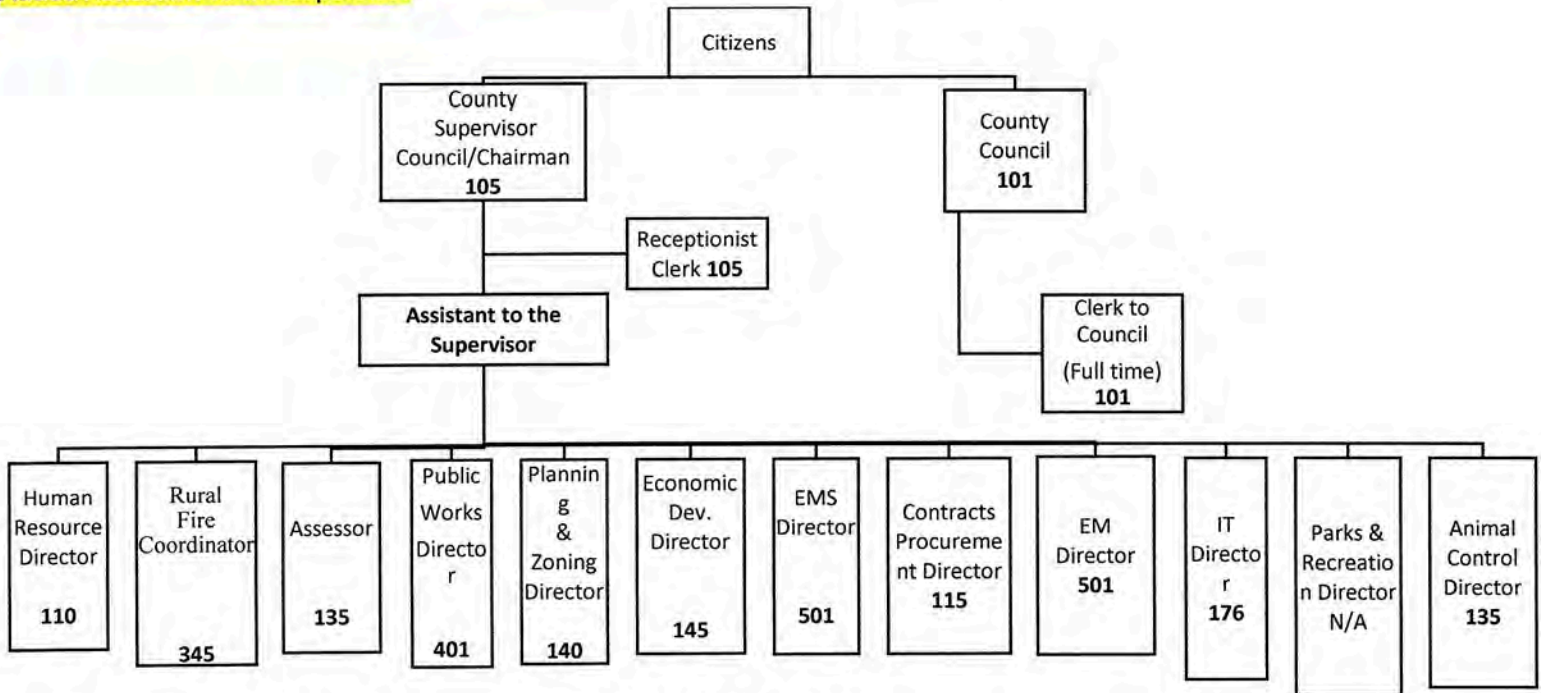 Citizens
County
Supervisor
Council/Chairman
105
County
Council
101
Receptionist
Clerk 105
Assistant to the
Supervisor
Clerk to
Council
(Full time)
101
Human
Resource
Director
110
Rural
Fire
Coordinator
345
Assessor
135
Public
Works
Directo
r
401
Plannin
g
&
Zoning
Director
140
Economic
Dev.
Director
145
EMS
Director
501
Contracts
Procureme
nt Director
115
EM
Director
501
IT
Directo
r
176
Parks &
Recreatio
n Director
N/A
Animal
Control
Director
135